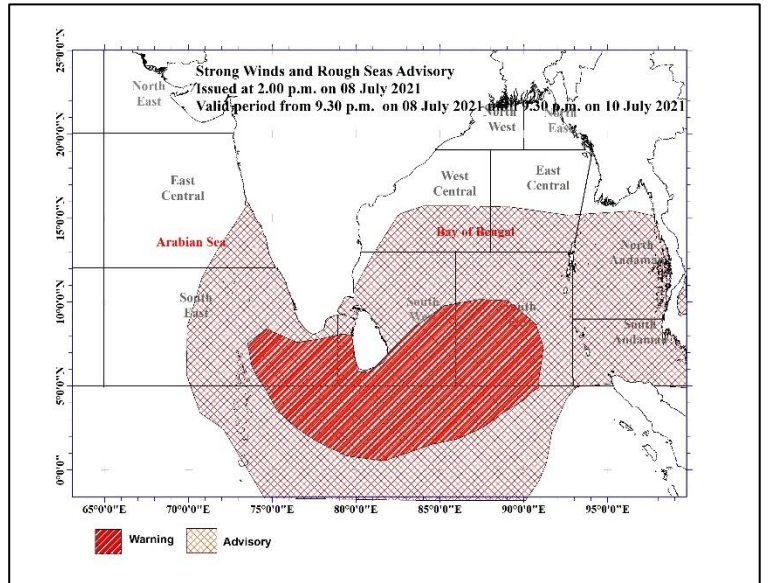 Strong Winds and Rough Seas Advisory
Issued at 2.00 p.m. on 08 July 2021
Valid period from 9.30 p.m. on 08 July 2021 9.30 p.m. on 10 July 2021
North
East
North
West
North
East
East
Central
West
Central
East
Central
Arabian Sea
Bay of Bengal
North
Andaman
South
East
South
West
South
South
Andaman
25°0'0"N
20°0'0"N
15°0'0"N
10°0'0"N
5°0'0"N
0°0'0"N
65°0'0"E
70°0'0"E
75°0'0"E
80°0'0"E
85°0'0"E
90°0'0"E
95°0'0"E
Warning
Advisory